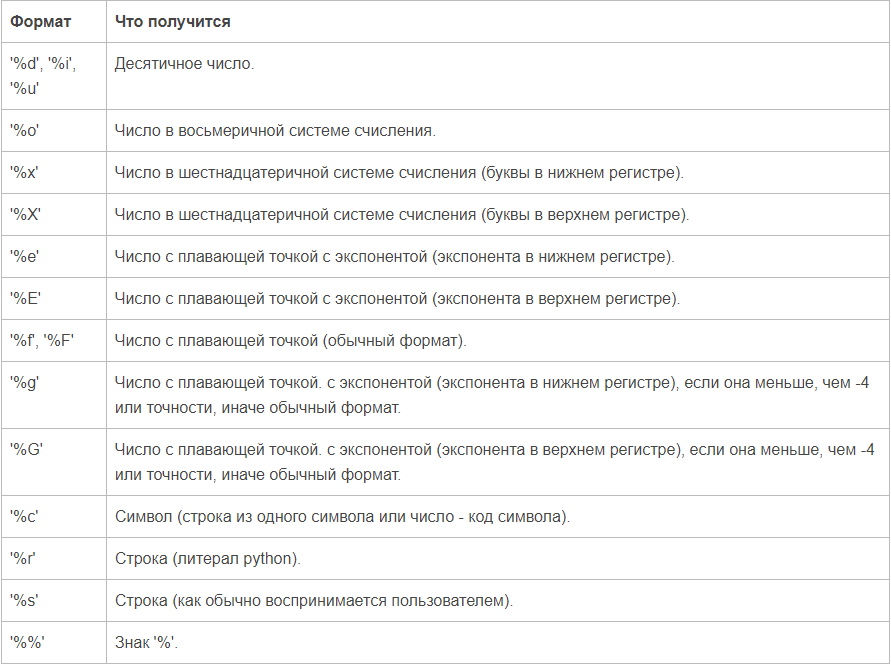 Формат Что получится
'%d', '%i', Десятичное число.
'%u'
'%o' Число в восьмеричной системе счисления.
'%x' Число в шестнадцатеричной системе счисления (буквы в нижнем регистре).
'%X' Число в шестнадцатеричной системе счисления (буквы в верхнем регистре).
'%e' Число с плавающей точкой с экспонентой (экспонента в нижнем регистре).
'%E' Число с плавающей точкой с экспонентой (экспонента в верхнем регистре).
'%f', '%F' Число с плавающей точкой (обычный формат).
'%g' Число с плавающей точкой. с экспонентой (экспонента в нижнем регистре), если она меньше, чем -4
или точности, иначе обычный формат.
'%G' Число с плавающей точкой. с экспонентой (экспонента в верхнем регистре), если она меньше, чем -4
или точности, иначе обычный формат.
'%c' Символ (строка из одного символа или число - код символа).
'%r' Строка (литерал python).
'%s' Строка (как обычно воспринимается пользователем).
'%%' Знак '%'.